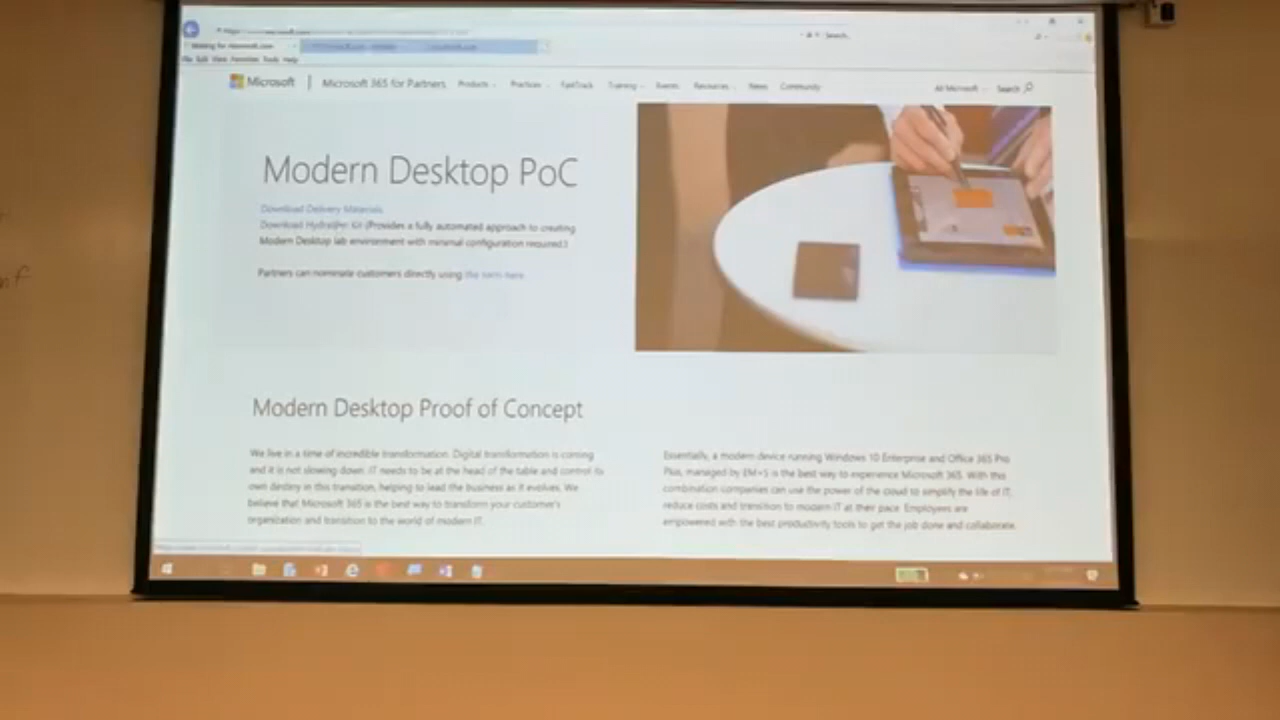 Search...
File Edit View Favorites Tools Help
Microsoft | Microsoft 365 for Partners Products Practices FastTrack Training Events Resources News Community All Microsoft Search
Modern Desktop PoC
Download Delivery Materials
Download Hydration Kit (Provides a fully automated approach to creating
Modern Desktop lab environment with minimal configuration required.)
Partners can nominate customers directly using the form here.
Modern Desktop Proof of Concept
We live in a time of incredible transformation. Digital transformation is coming
and it is not slowing down. IT needs to be at the head of the table and control its
own destiny in this transition, helping to lead the business as it evolves. We
believe that Microsoft 365 is the best way to transform your customer's
organization and transition to the world of modern IT.
Essentially, a modern device running Windows 10 Enterprise and Office 365 Pro
Plus, managed by EM+S is the best way to experience Microsoft 365. With this
combination companies can use the power of the cloud to simplify the life of IT,
reduce costs and transition to modern IT at their pace. Employees are
empowered with the best productivity tools to get the job done and collaborate.